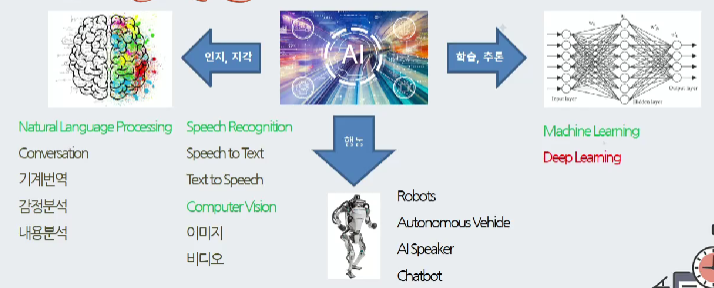 인지, 지각
AI
학습, 추론
Input layer
Hidden layer
Output layer
행동
Natural Language Processing
Conversation
기계번역
감정분석
내용분석
Speech Recognition
Speech to Text
Text to Speech
Computer Vision
이미지
비디오
Machine Learning
Deep Learning
Robots
Autonomous Vehicle
AI Speaker
Chatbot